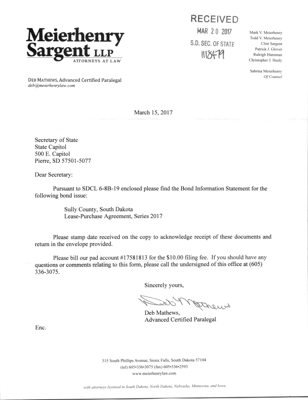 Meierhenry
Sargent LLP
ATTORNEYS AT LAW
DEB MATHEWS, Advanced Certified Paralegal
deb@meierhenrylaw.com
RECEIVED
MAR 20 2017
S.D. SEC. OF STATE
Mark V. Meierhenry
Todd V. Meierhenry
Clint Sargent
Patrick J. Glover
Raleigh Hansman
Christopher J. Healy
Sabrina Meierhenry
Of Counsel
March 15, 2017
Secretary of State
State Capitol
500 E. Capitol
Pierre, SD 57501-5077
Dear Secretary:
Pursuant to SDCL 6-8B-19 enclosed please find the Bond Information Statement for
the following bond issue:
Sully County, South Dakota
Lease-Purchase Agreement, Series 2017
Please stamp date received on the copy to acknowledge receipt of these documents and
return in the envelope provided.
Please bill our pad account #17581813 for the $10.00 filing fee. If you should have any
questions or comments relating to this form, please call the undersigned of this office at (605)
336-3075.
Sincerely yours,
Deb Mathews
Deb Mathews,
Advanced Certified Paralegal
Enc.
315 South Phillips Avenue, Sioux Falls, South Dakota 57104
(tel) 605•336•3075 (fax) 605•336•2593
www.meierhenrylaw.com
with attorneys licensed in South Dakota, North Dakota, Nebraska, Minnesota, and Iowa